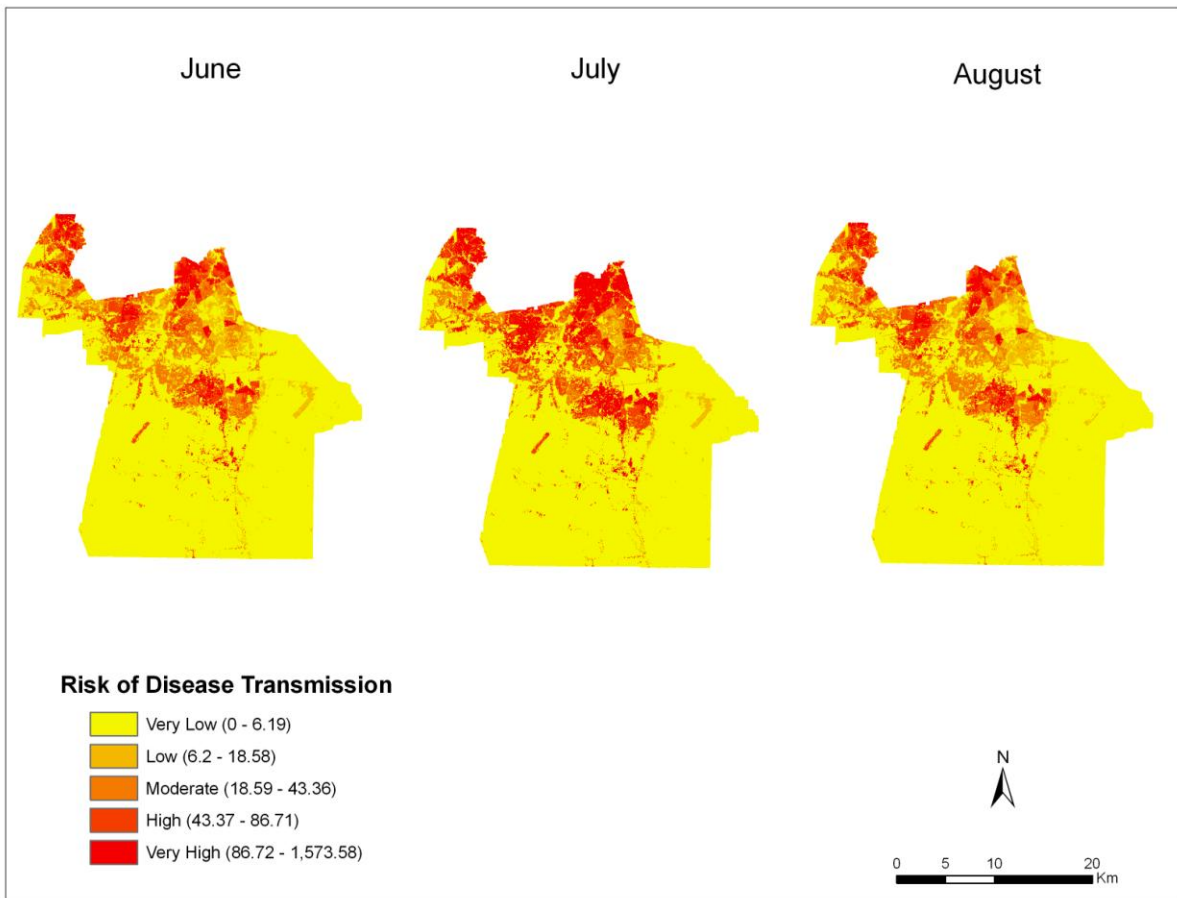 June
July
August
Risk of Disease Transmission
Very Low (0 - 6.19)
Low (6.2 - 18.58)
Moderate (18.59 - 43.36)
High (43.37 - 86.71)
Very High (86.72 - 1,573.58)
N
0 5 10 20
Km